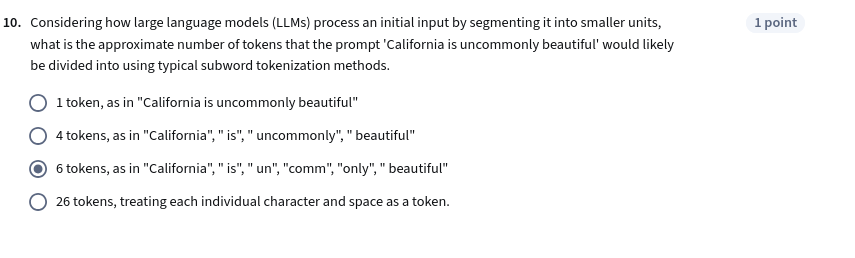 10. Considering how large language models (LLMs) process an initial input by segmenting it into smaller units, 1 point
what is the approximate number of tokens that the prompt 'California is uncommonly beautiful' would likely
be divided into using typical subword tokenization methods.
1 token, as in "California is uncommonly beautiful"
4 tokens, as in "California", " is", " uncommonly", " beautiful"
6 tokens, as in "California", " is", " un", "comm", "only", " beautiful"
26 tokens, treating each individual character and space as a token.